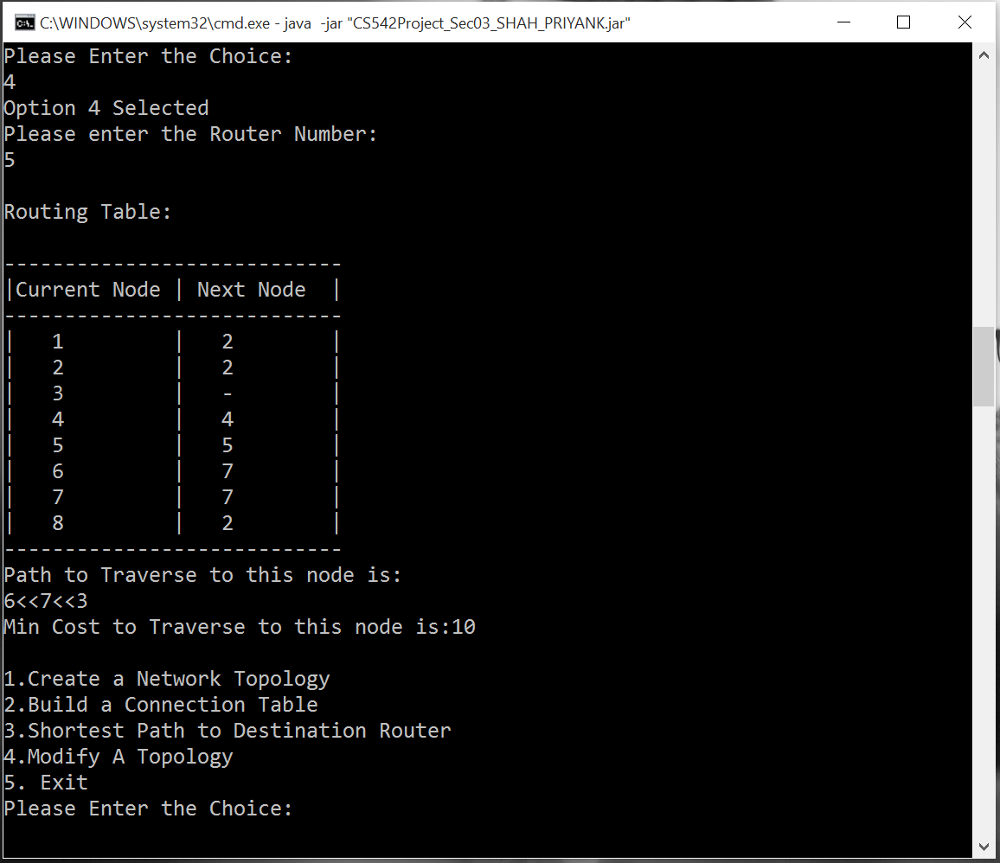 C:\WINDOWS\system32\cmd.exe - java  -jar "CS542Project_Sec03_SHAH_PRIYANK.jar"
Please Enter the Choice:
4
Option 4 Selected
Please enter the Router Number:
5
Routing Table:
----------------------------
|Current Node | Next Node  |
----------------------------
|   1         |   2        |
|   2         |   2        |
|   3         |   -        |
|   4         |   4        |
|   5         |   5        |
|   6         |   7        |
|   7         |   7        |
|   8         |   2        |
----------------------------
Path to Traverse to this node is:
6<<7<<3
Min Cost to Traverse to this node is:10
1.Create a Network Topology
2.Build a Connection Table
3.Shortest Path to Destination Router
4.Modify A Topology
5. Exit
Please Enter the Choice: